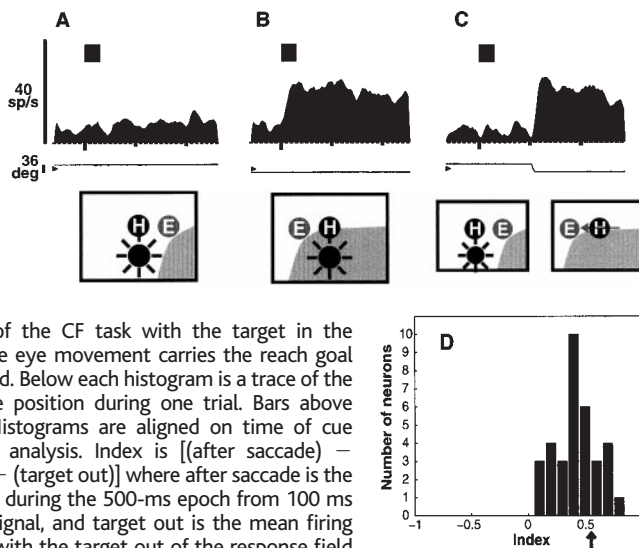 A B C
40
sp/s
36
deg
H E
E H
H E
E H
of the CF task with the target in the
e eye movement carries the reach goal
d. Below each histogram is a trace of the
e position during one trial. Bars above
Histograms are aligned on time of cue
analysis. Index is [(after saccade) −
(target out)] where after saccade is the
during the 500-ms epoch from 100 ms
ignal, and target out is the mean firing
with the target out of the response field
D
Number of neurons
10
9
8
7
6
5
4
3
2
1
0
-1 -0.5 0 0.5
Index